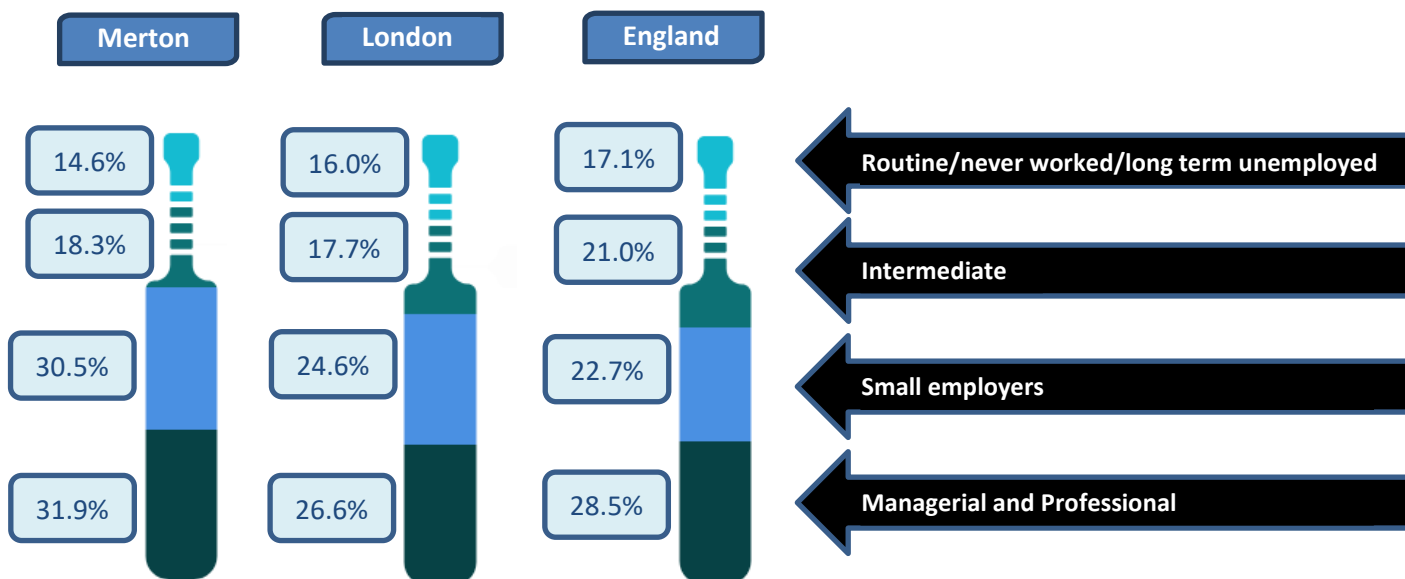 Merton
London
England
14.6%
16.0%
17.1%
Routine/never worked/long term unemployed
18.3%
17.7%
21.0%
Intermediate
30.5%
24.6%
22.7%
Small employers
31.9%
26.6%
28.5%
Managerial and Professional